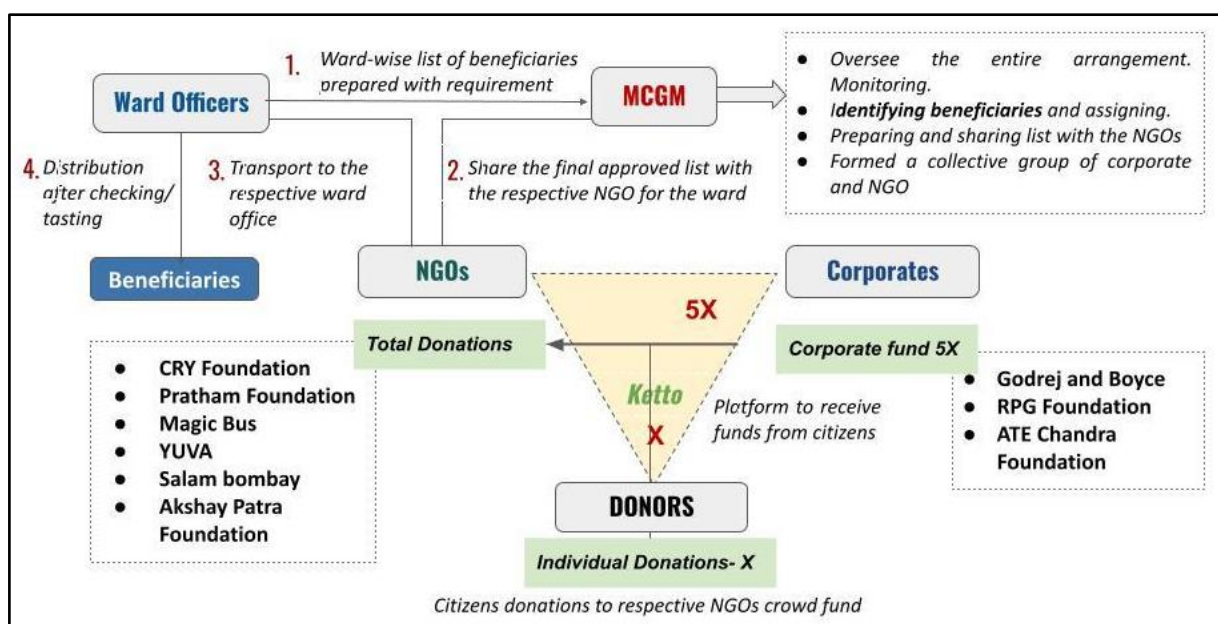 1.
Ward-wise list of beneficiaries
prepared with requirement
Ward Officers
MCGM
● Oversee the entire arrangement.
Monitoring.
● Identifying beneficiaries and assigning.
● Preparing and sharing list with the NGOs
● Formed a collective group of corporate
and NGO
4. Distribution
after checking/
tasting
3. Transport to the
respective ward
office
2. Share the final approved list with
the respective NGO for the ward
Beneficiaries
NGOs
Corporates
5X
Total Donations
Corporate fund 5X
● CRY Foundation
● Pratham Foundation
● Magic Bus
● YUVA
● Salam bombay
● Akshay Patra
Foundation
Ketto
X
Platform to receive
funds from citizens
● Godrej and Boyce
● RPG Foundation
● ATE Chandra
Foundation
DONORS
Individual Donations- X
Citizens donations to respective NGOs crowd fund